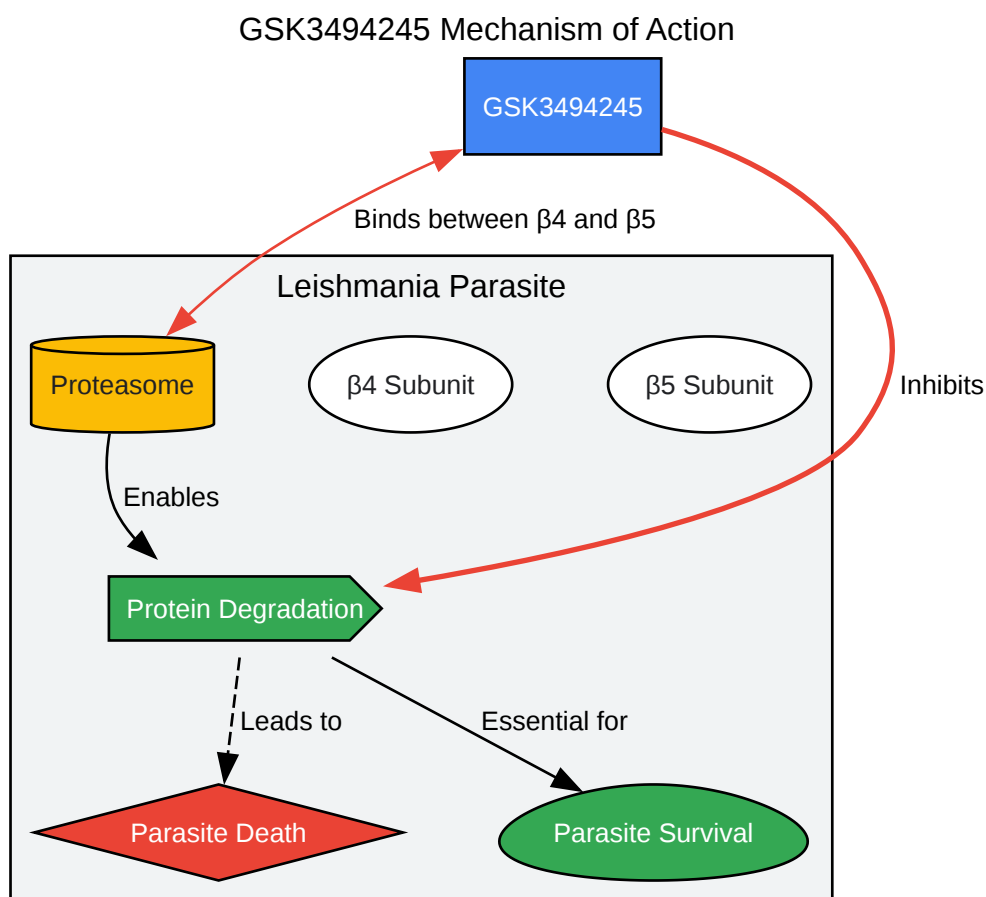 GSK3494245 Mechanism of Action
GSK3494245
Binds between β4 and β5
Leishmania Parasite
Proteasome
β4 Subunit
β5 Subunit
Inhibits
Enables
Protein Degradation
Leads to
Essential for
Parasite Death
Parasite Survival